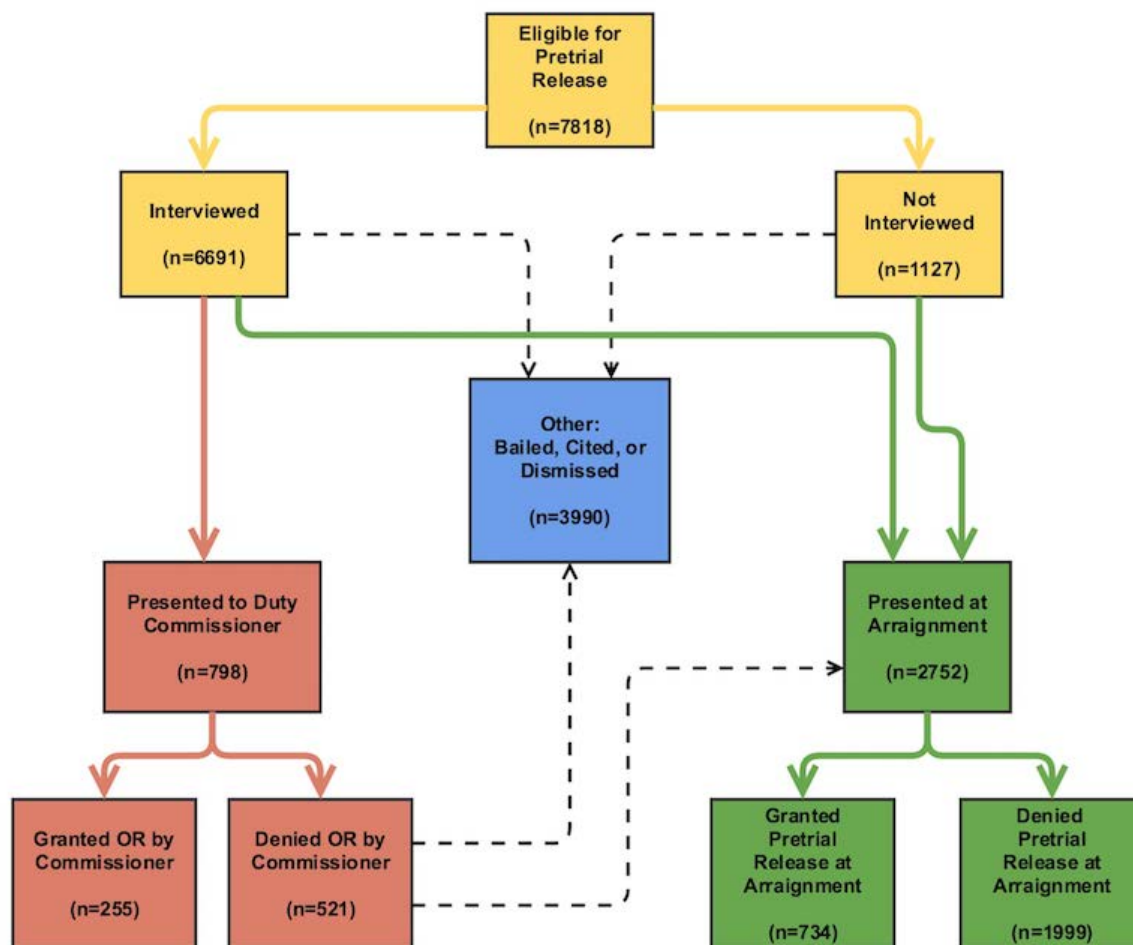 Eligible for
Pretrial
Release
(n=7818)
Interviewed
(n=6691)
Not
Interviewed
(n=1127)
Other:
Bailed, Cited, or
Dismissed
(n=3990)
Presented to Duty
Commissioner
(n=798)
Presented at
Arraignment
(n=2752)
Granted OR by
Commissioner
(n=255)
Denied OR by
Commissioner
(n=521)
Granted
Pretrial
Release at
Arraignment
(n=734)
Denied
Pretrial
Release at
Arraignment
(n=1999)